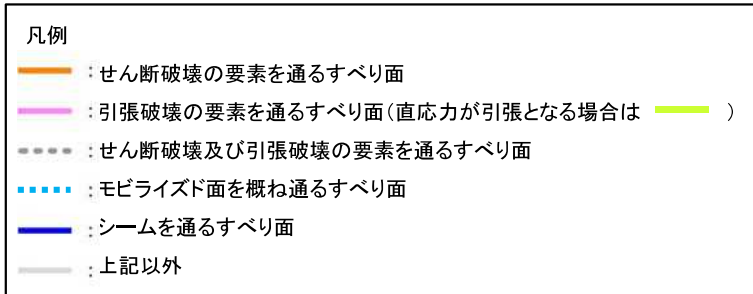 凡例
：せん断破壊の要素を通るすべり面
：引張破壊の要素を通るすべり面（直応力が引張となる場合は　　　）
：せん断破壊及び引張破壊の要素を通るすべり面
：モビライズド面を概ね通るすべり面
：シームを通るすべり面
：上記以外